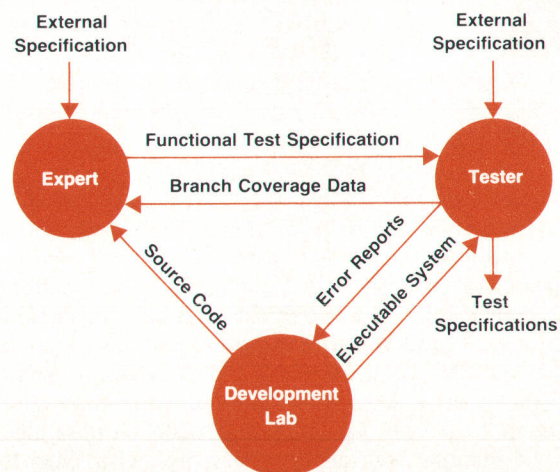 External
Specification
External
Specification
Functional Test Specification
Expert
Tester
Branch Coverage Data
Source Code
Error Reports
Executable System
Test
Specifications
Development
Lab